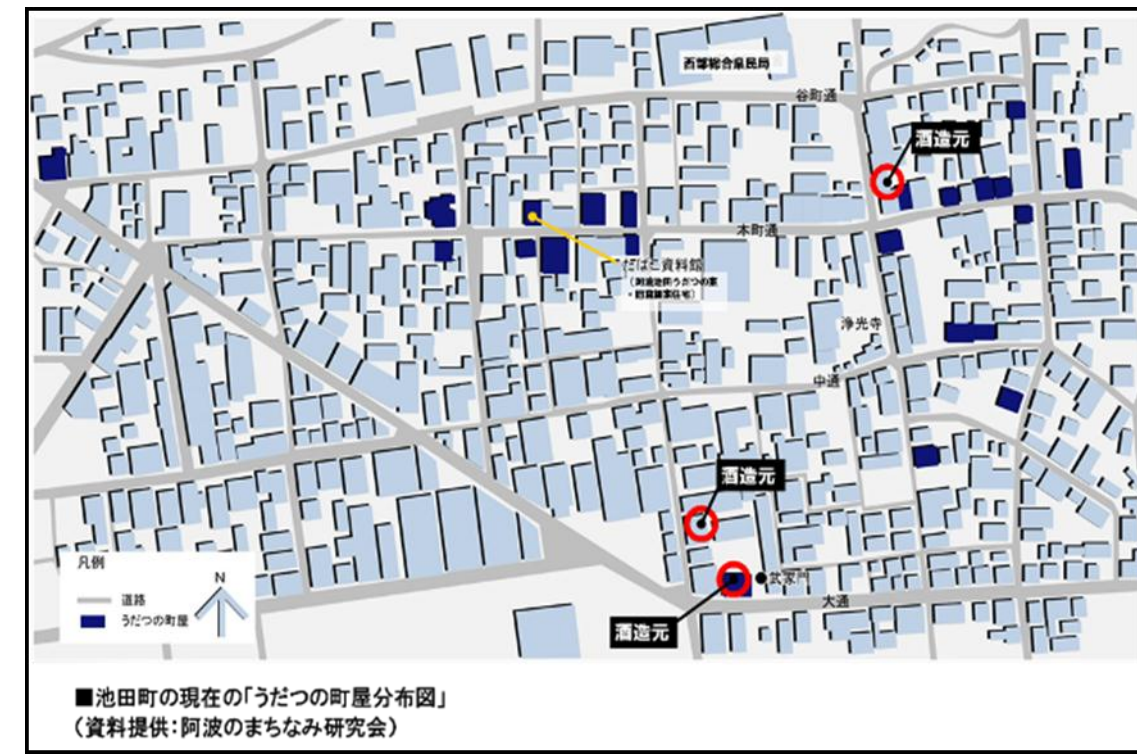 西部総合県民局
谷町通
酒造元
本町通
たばこ資料館
浄光寺
中通
酒造元
武家門
大通
酒造元
凡例
N
道路
うだつの町屋
■池田町の現在の「うだつの町屋分布図」
（資料提供：阿波のまちなみ研究会）